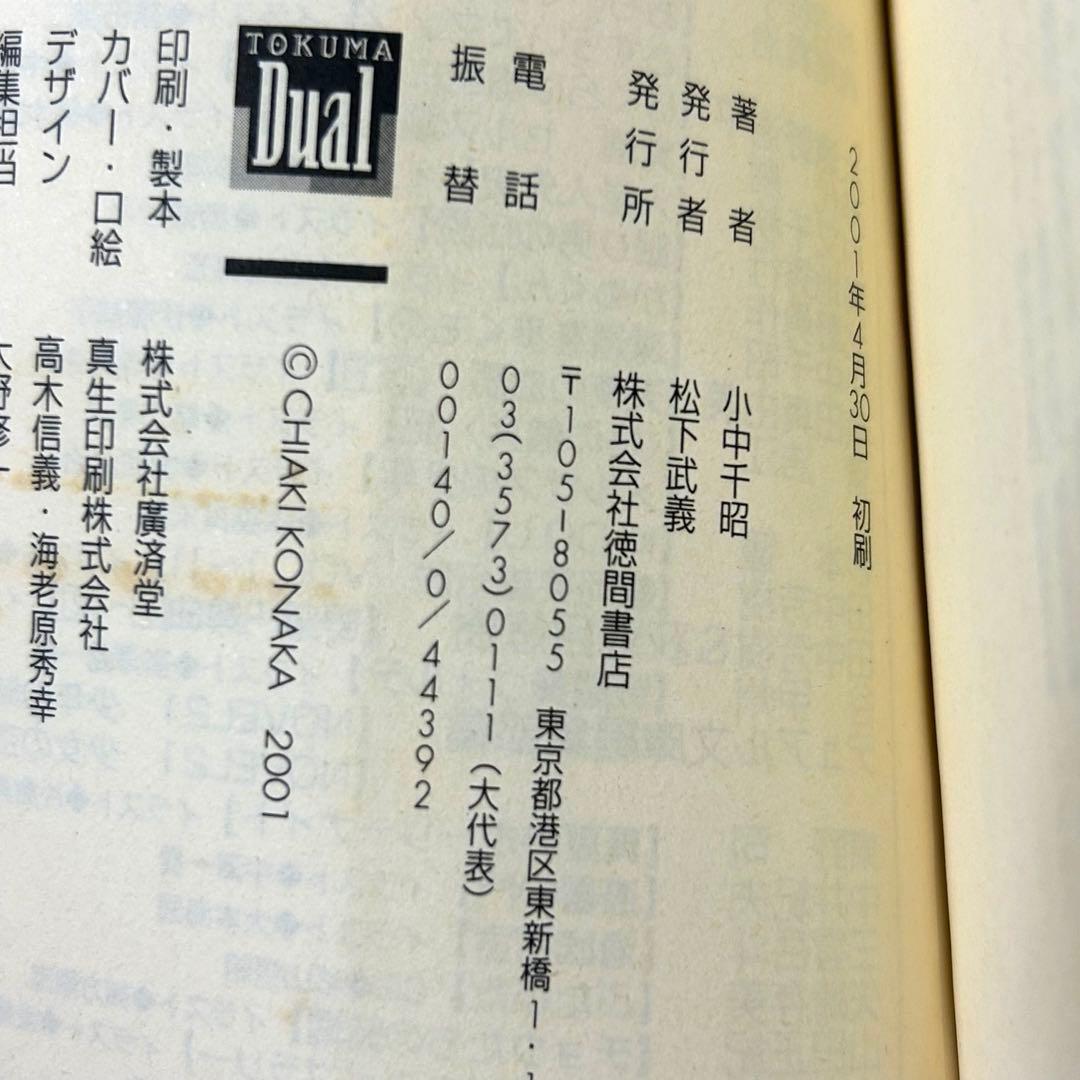 2001年4月30日 初刷
著者 小中千昭
発行者 松下武義
発行所 株式会社徳間書店
〒105-8055 東京都港区東新橋1・1
電話 03(3573)0111(大代表)
振替 00140/0/44392
TOKUMA
Dual
©CHIAKI KONAKA 2001
印刷・製本 株式会社廣済堂
カバー・口絵 真生印刷株式会社
デザイン 高木信義・海老原秀幸
編集担当